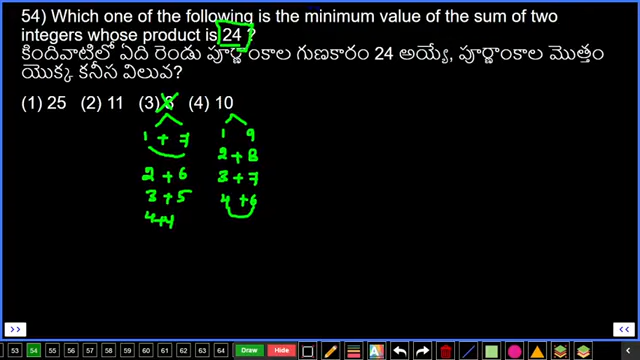 54) Which one of the following is the minimum value of the sum of two
integers whose product is 24 ?
కిందివాటిలో ఏది రెండు పూర్ణాంకాల గుణకారం 24 అయ్యే, పూర్ణాంకాల మొత్తం
యొక్క కనీస విలువ?
(1) 25 (2) 11 (3) 8 (4) 10
1 + 7 1 9
2 + 6 2 + 8
3 + 5 3 + 7
4+4 4 + 6
>> >>
53 54 55 56 57 58 59 60 61 62 63 64 Draw Hide